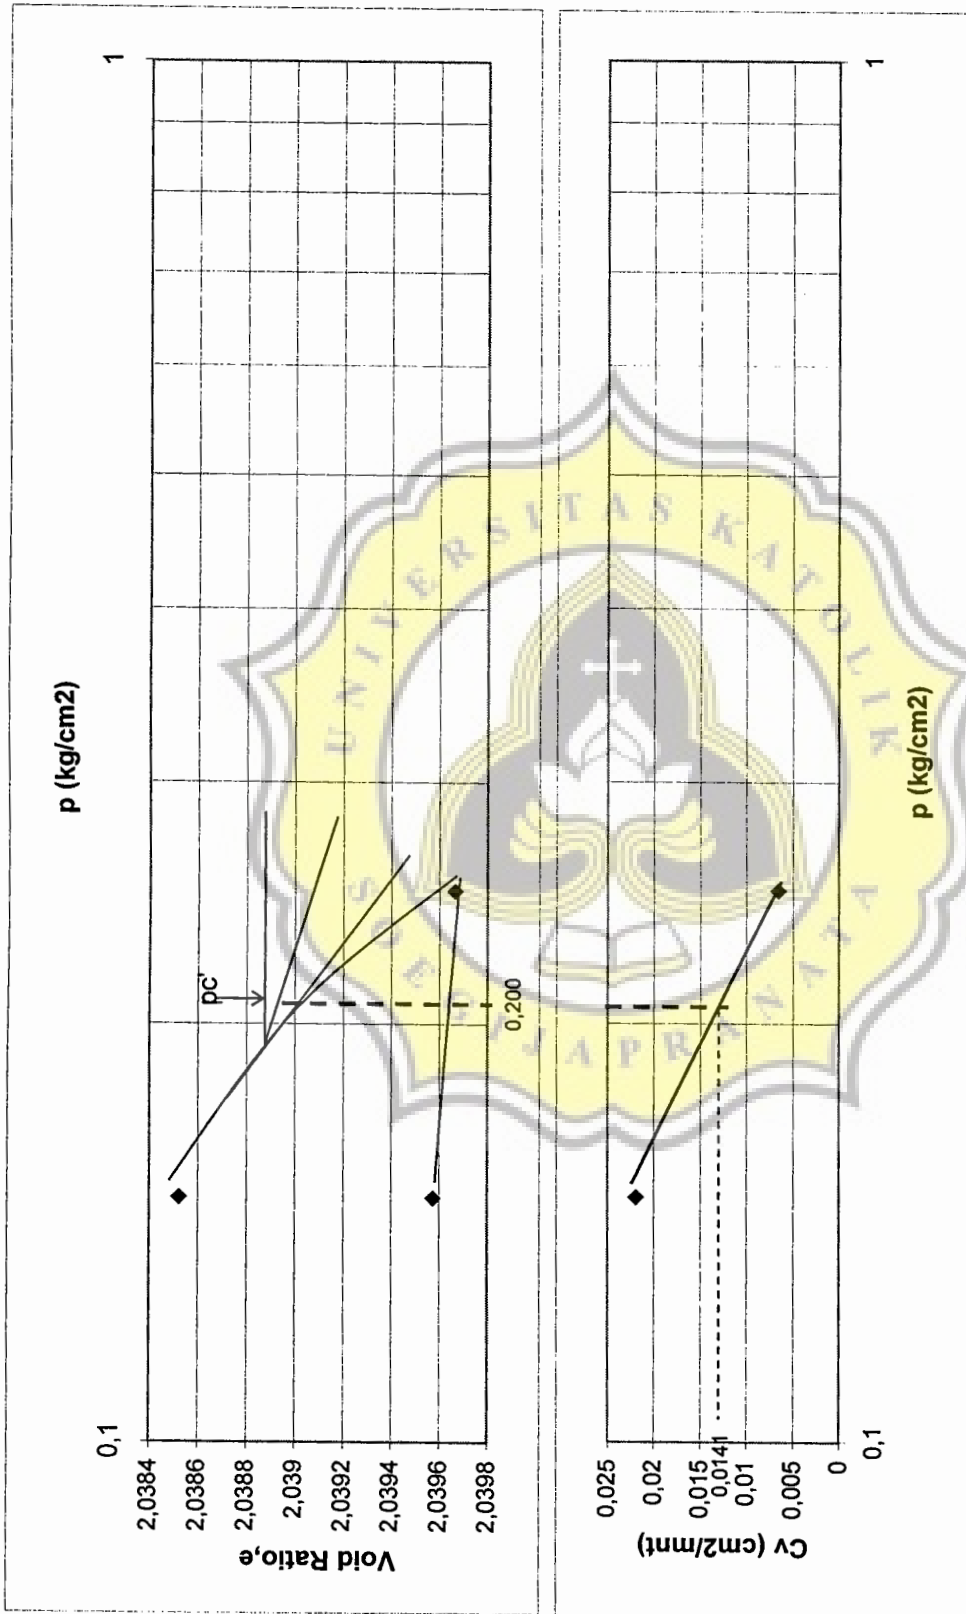 p (kg/cm2)
0,1
1
2,0384
2,0386
2,0388
2,039
2,0392
2,0394
2,0396
2,0398
Void Ratio,e
pc'
0,200
0,025
0,02
0,015
0,0141
0,01
0,005
0
Cv (cm2/mnt)
0,1
1
p (kg/cm2)
UNIVERSITAS KATOLIK
SOEGIJAPRANATA